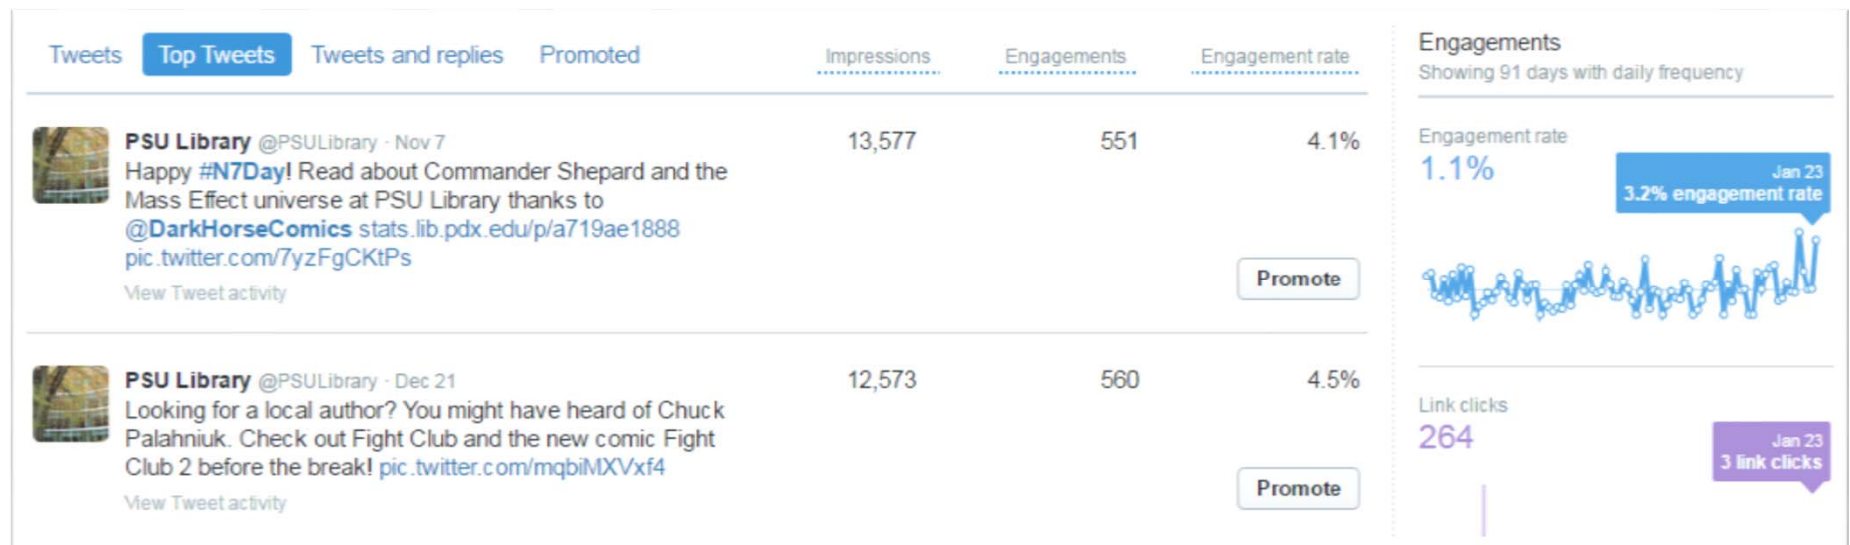 Tweets Top Tweets Tweets and replies Promoted Impressions Engagements Engagement rate
PSU Library @PSULibrary · Nov 7 13,577 551 4.1%
Happy #N7Day! Read about Commander Shepard and the
Mass Effect universe at PSU Library thanks to
@DarkHorseComics stats.lib.pdx.edu/p/a719ae1888
pic.twitter.com/7yzFgCKtPs
View Tweet activity
Promote
PSU Library @PSULibrary · Dec 21 12,573 560 4.5%
Looking for a local author? You might have heard of Chuck
Palahniuk. Check out Fight Club and the new comic Fight
Club 2 before the break! pic.twitter.com/mqbiMXVxf4
View Tweet activity
Promote
Engagements
Showing 91 days with daily frequency
Engagement rate
1.1%
Jan 23
3.2% engagement rate
Link clicks
264
Jan 23
3 link clicks